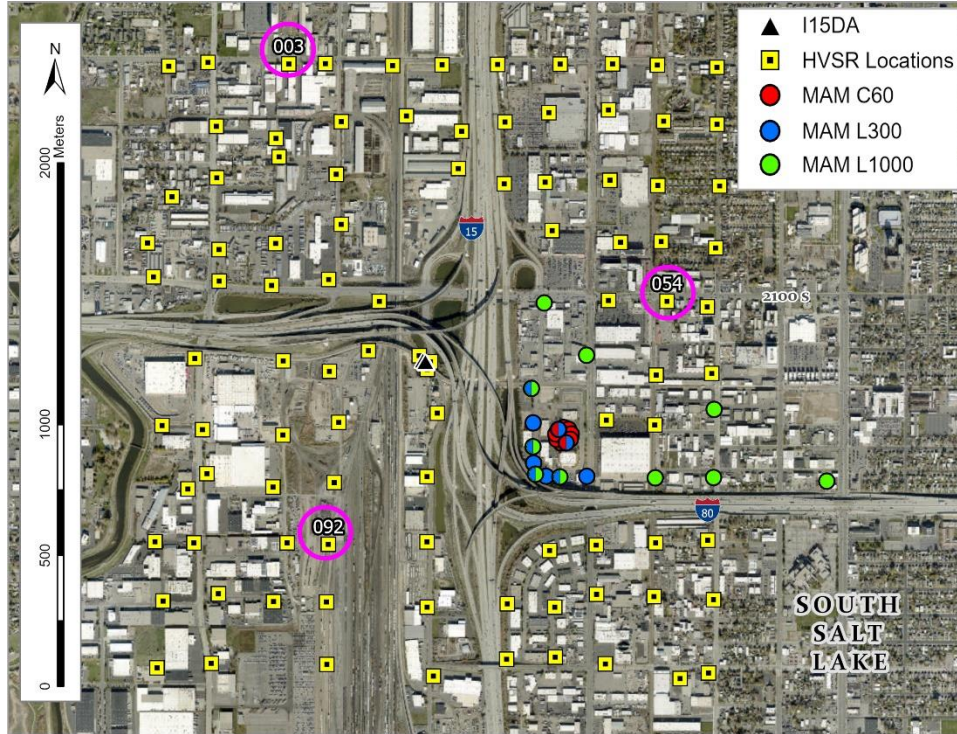 003
I15DA
HVSR Locations
MAM C60
MAM L300
MAM L1000
N
Meters
2000
1000
500
0
15
054
2100 S
092
80
SOUTH
SALT
LAKE